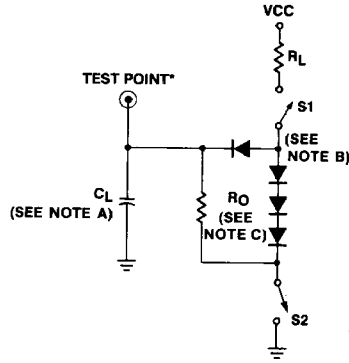 VCC
RL
TEST POINT*
S1
(SEE
NOTE B)
CL
(SEE NOTE A)
RO
(SEE
NOTE C)
S2